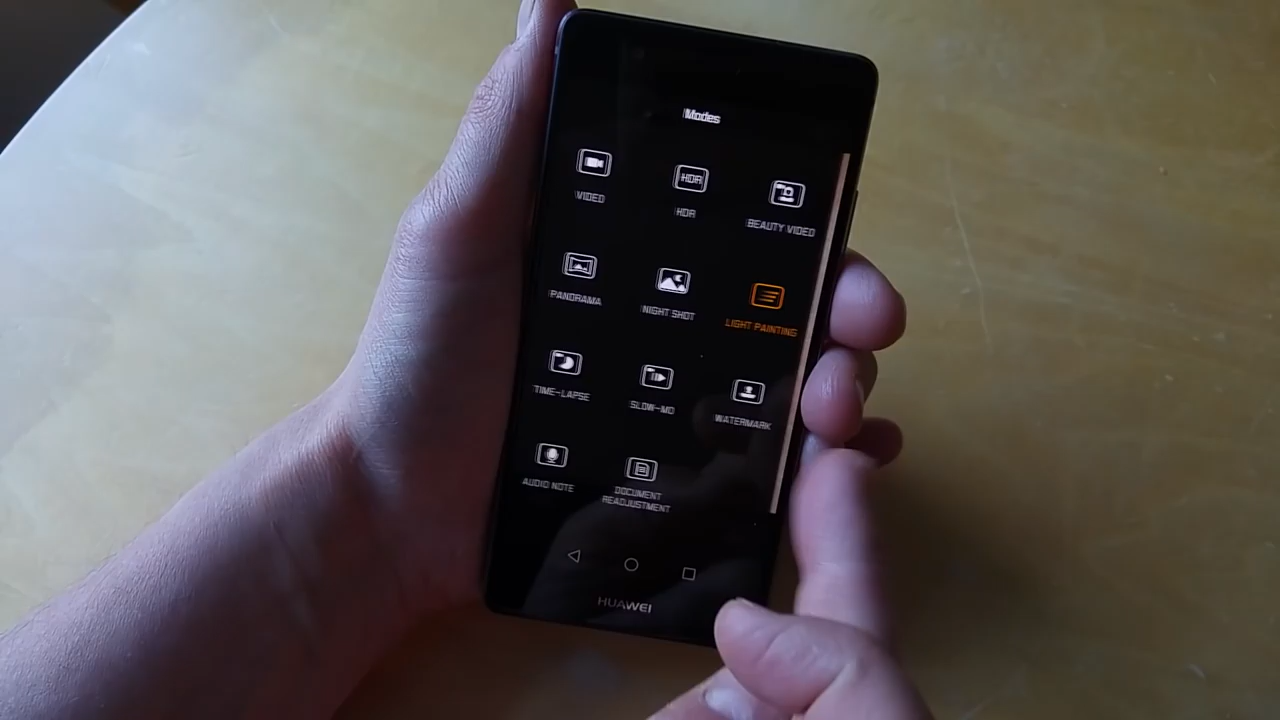 Modes
VIDEO
HDR
HDR
BEAUTY VIDEO
PANORAMA
NIGHT SHOT
LIGHT PAINTING
TIME-LAPSE
SLOW-MO
WATERMARK
AUDIO NOTE
DOCUMENT
READJUSTMENT
HUAWEI